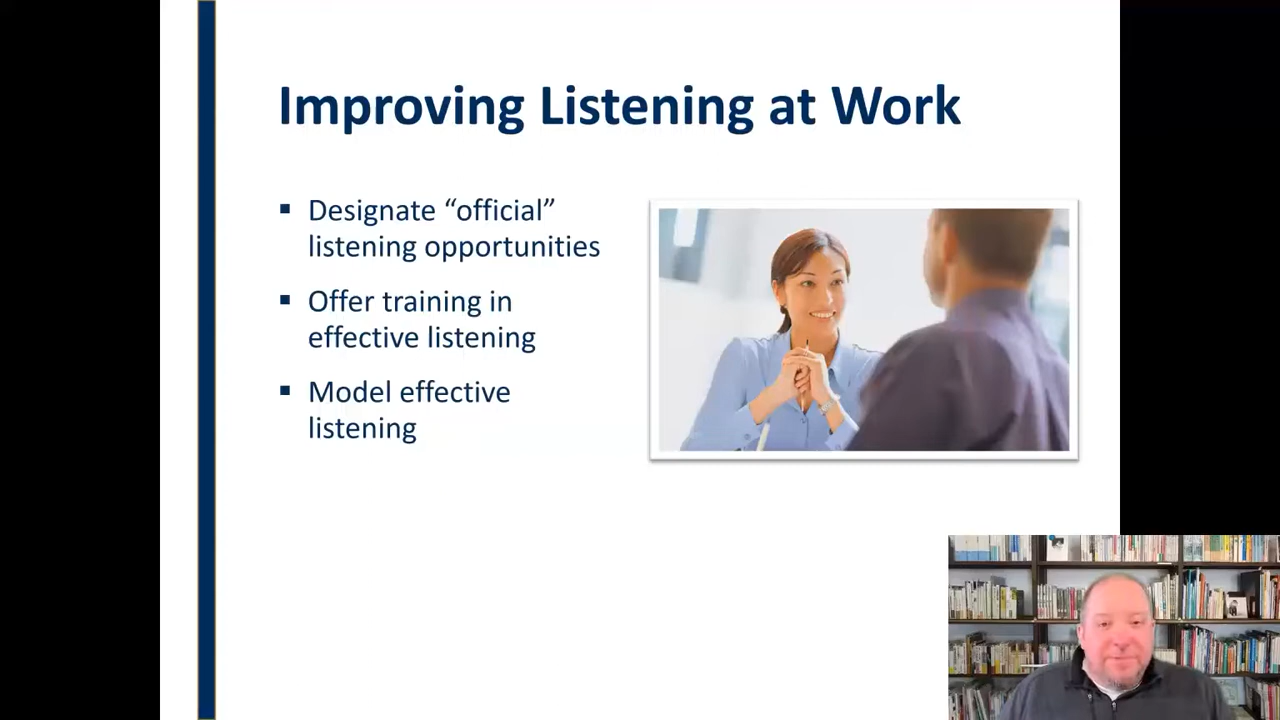 Improving Listening at Work
▪ Designate “official”
listening opportunities
▪ Offer training in
effective listening
▪ Model effective
listening